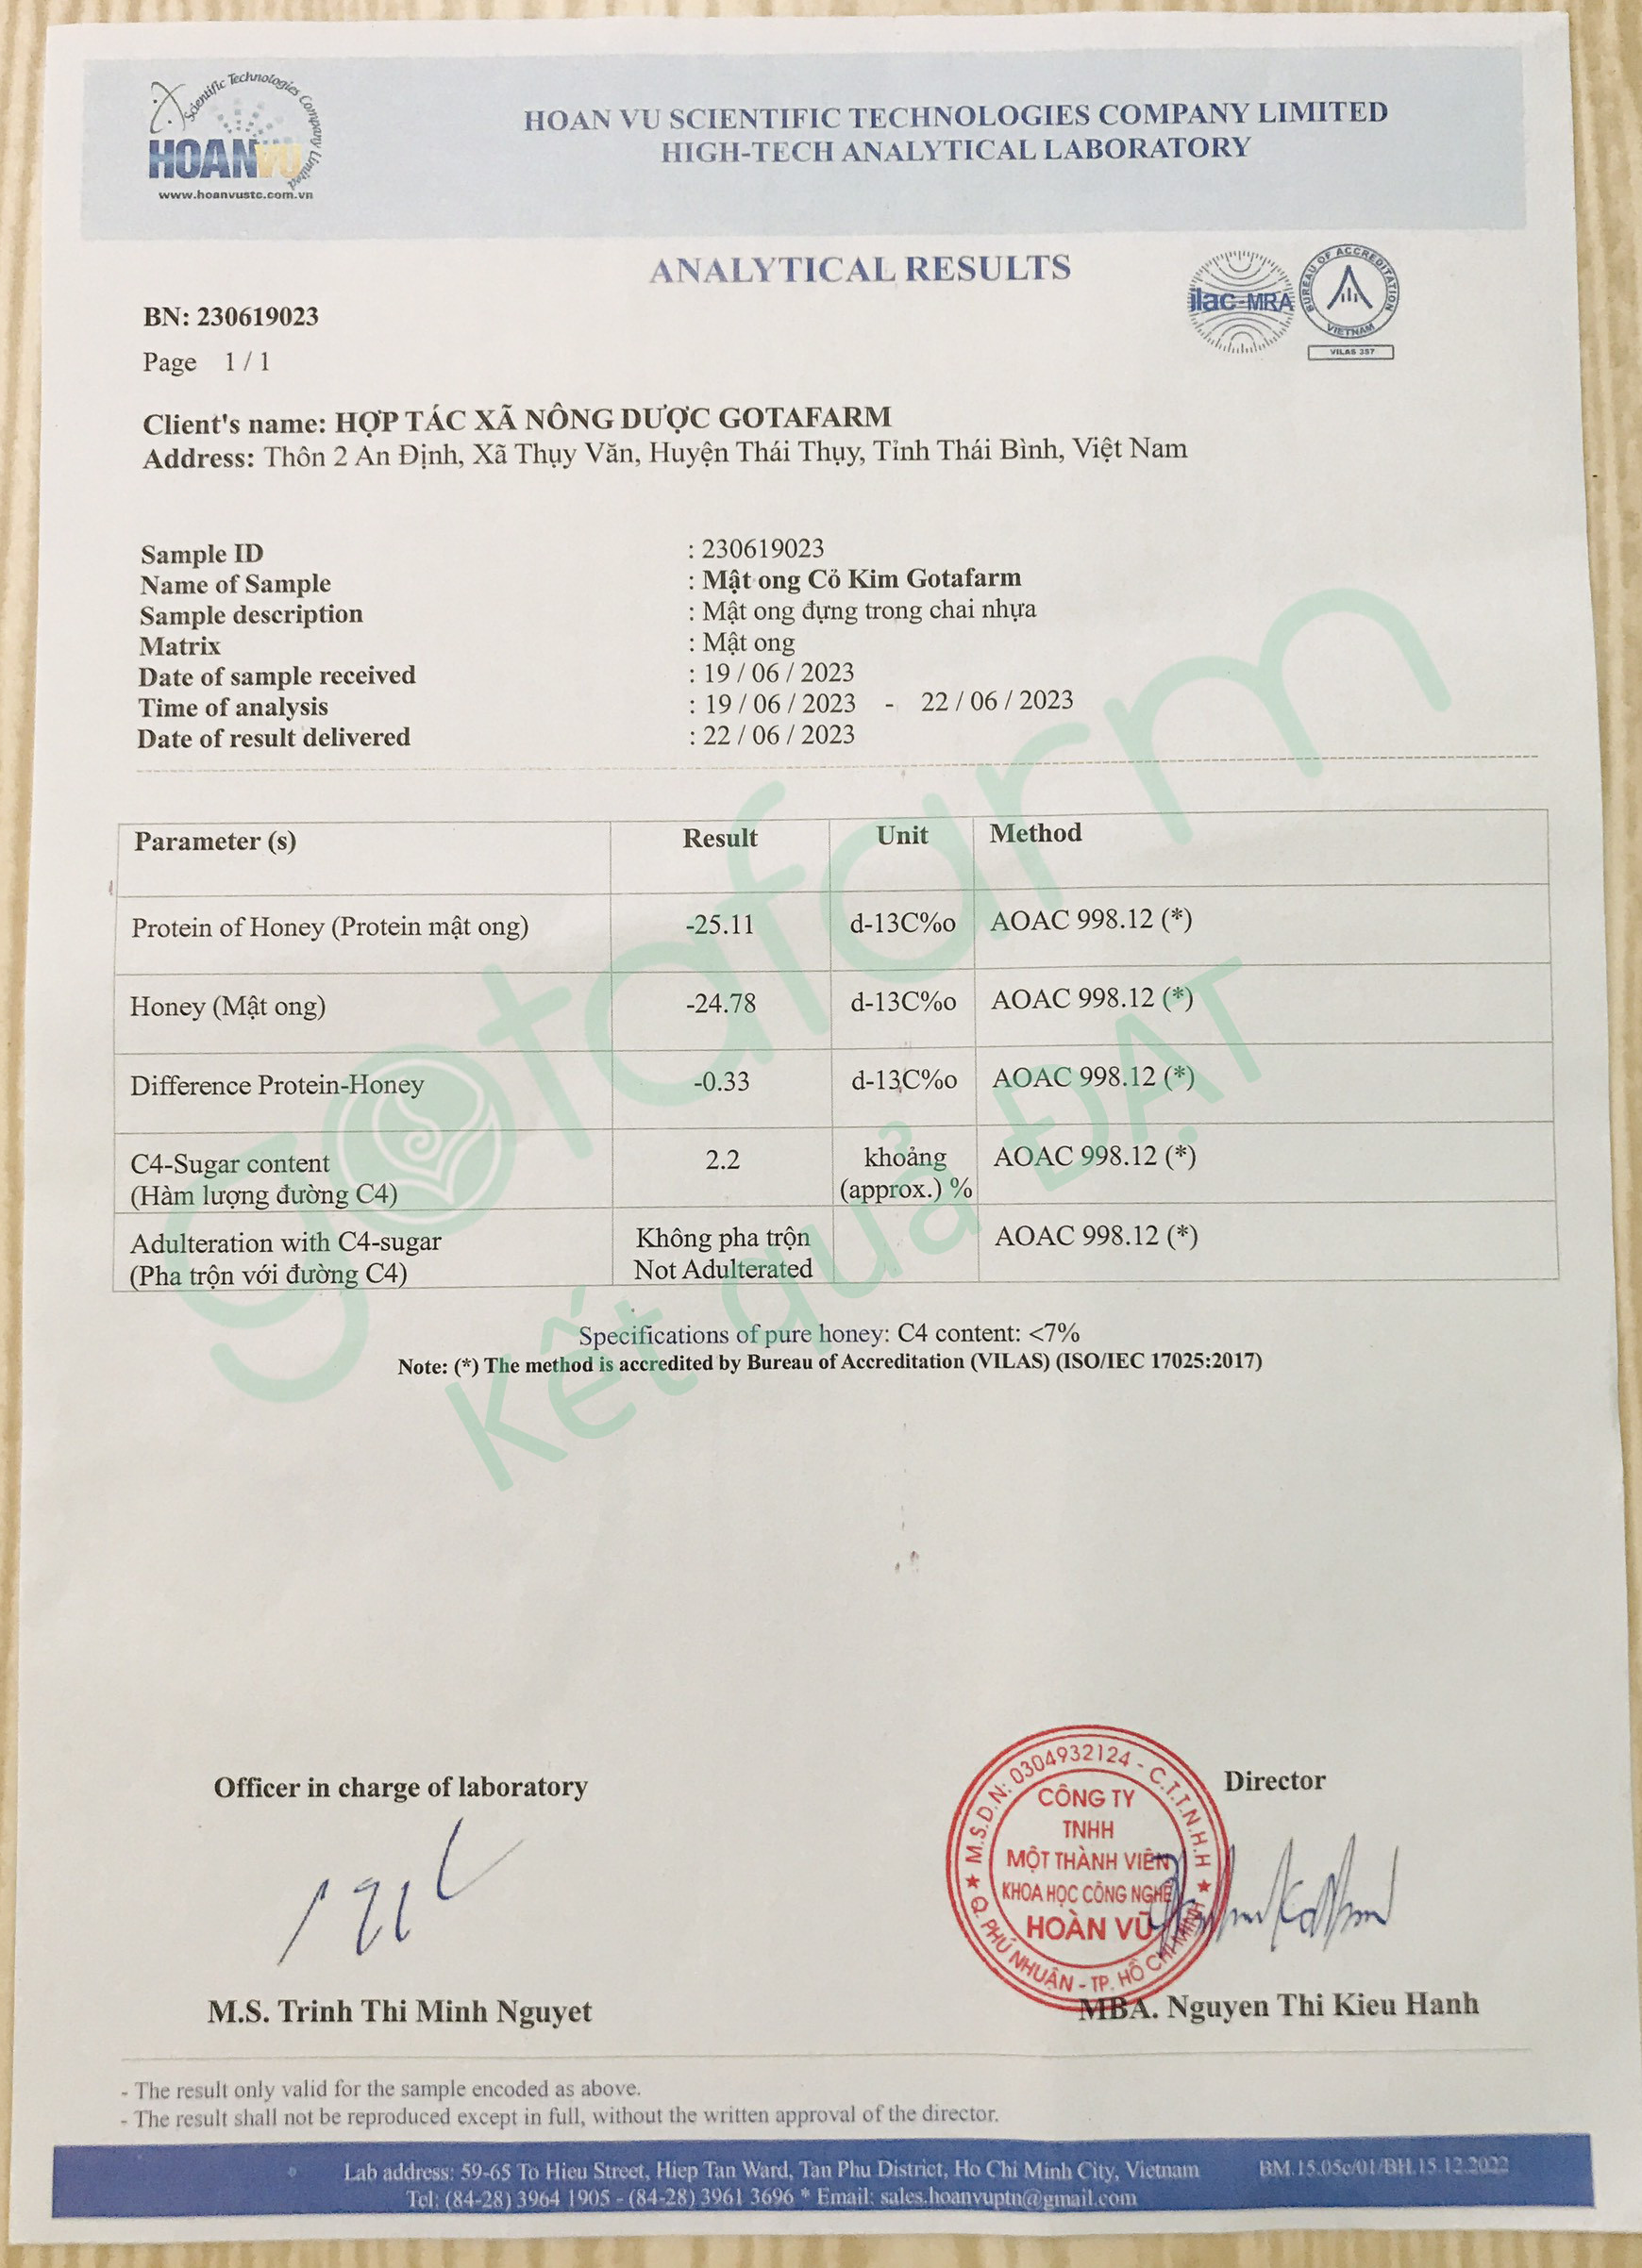 Scientific Technologies Company Limited
HOANVU
www.hoanvustc.com.vn
HOAN VU SCIENTIFIC TECHNOLOGIES COMPANY LIMITED
HIGH-TECH ANALYTICAL LABORATORY
ANALYTICAL RESULTS
ilac-MRA
BUREAU OF ACCREDITATION
VIETNAM
VILAS 357
BN: 230619023
Page 1 / 1
Client's name: HỢP TÁC XÃ NÔNG DƯỢC GOTAFARM
Address: Thôn 2 An Định, Xã Thụy Văn, Huyện Thái Thụy, Tỉnh Thái Bình, Việt Nam
Sample ID : 230619023
Name of Sample : Mật ong Cỏ Kim Gotafarm
Sample description : Mật ong đựng trong chai nhựa
Matrix : Mật ong
Date of sample received : 19 / 06 / 2023
Time of analysis : 19 / 06 / 2023 - 22 / 06 / 2023
Date of result delivered : 22 / 06 / 2023
Parameter (s) Result Unit Method
Protein of Honey (Protein mật ong) -25.11 d-13C%o AOAC 998.12 (*)
Honey (Mật ong) -24.78 d-13C%o AOAC 998.12 (*)
Difference Protein-Honey -0.33 d-13C%o AOAC 998.12 (*)
C4-Sugar content 2.2 khoảng AOAC 998.12 (*)
(Hàm lượng đường C4) (approx.) %
Adulteration with C4-sugar Không pha trộn AOAC 998.12 (*)
(Pha trộn với đường C4) Not Adulterated
gotafarm
Kết quả ĐẠT
Specifications of pure honey: C4 content: <7%
Note: (*) The method is accredited by Bureau of Accreditation (VILAS) (ISO/IEC 17025:2017)
Officer in charge of laboratory
Director
M.S.D.N: 0304932124 - C.T.T.N.H.H
CÔNG TY
TNHH
MỘT THÀNH VIÊN
KHOA HỌC CÔNG NGHỆ
HOÀN VŨ
Q. PHÚ NHUẬN - TP. HỒ CHÍ MINH
M.S. Trinh Thi Minh Nguyet
MBA. Nguyen Thi Kieu Hanh
- The result only valid for the sample encoded as above.
- The result shall not be reproduced except in full, without the written approval of the director.
Lab address: 59-65 To Hieu Street, Hiep Tan Ward, Tan Phu District, Ho Chi Minh City, Vietnam BM.15.05c/01/BH.15.12.2022
Tel: (84-28) 3964 1905 - (84-28) 3961 3696 * Email: sales.hoanvuptn@gmail.com